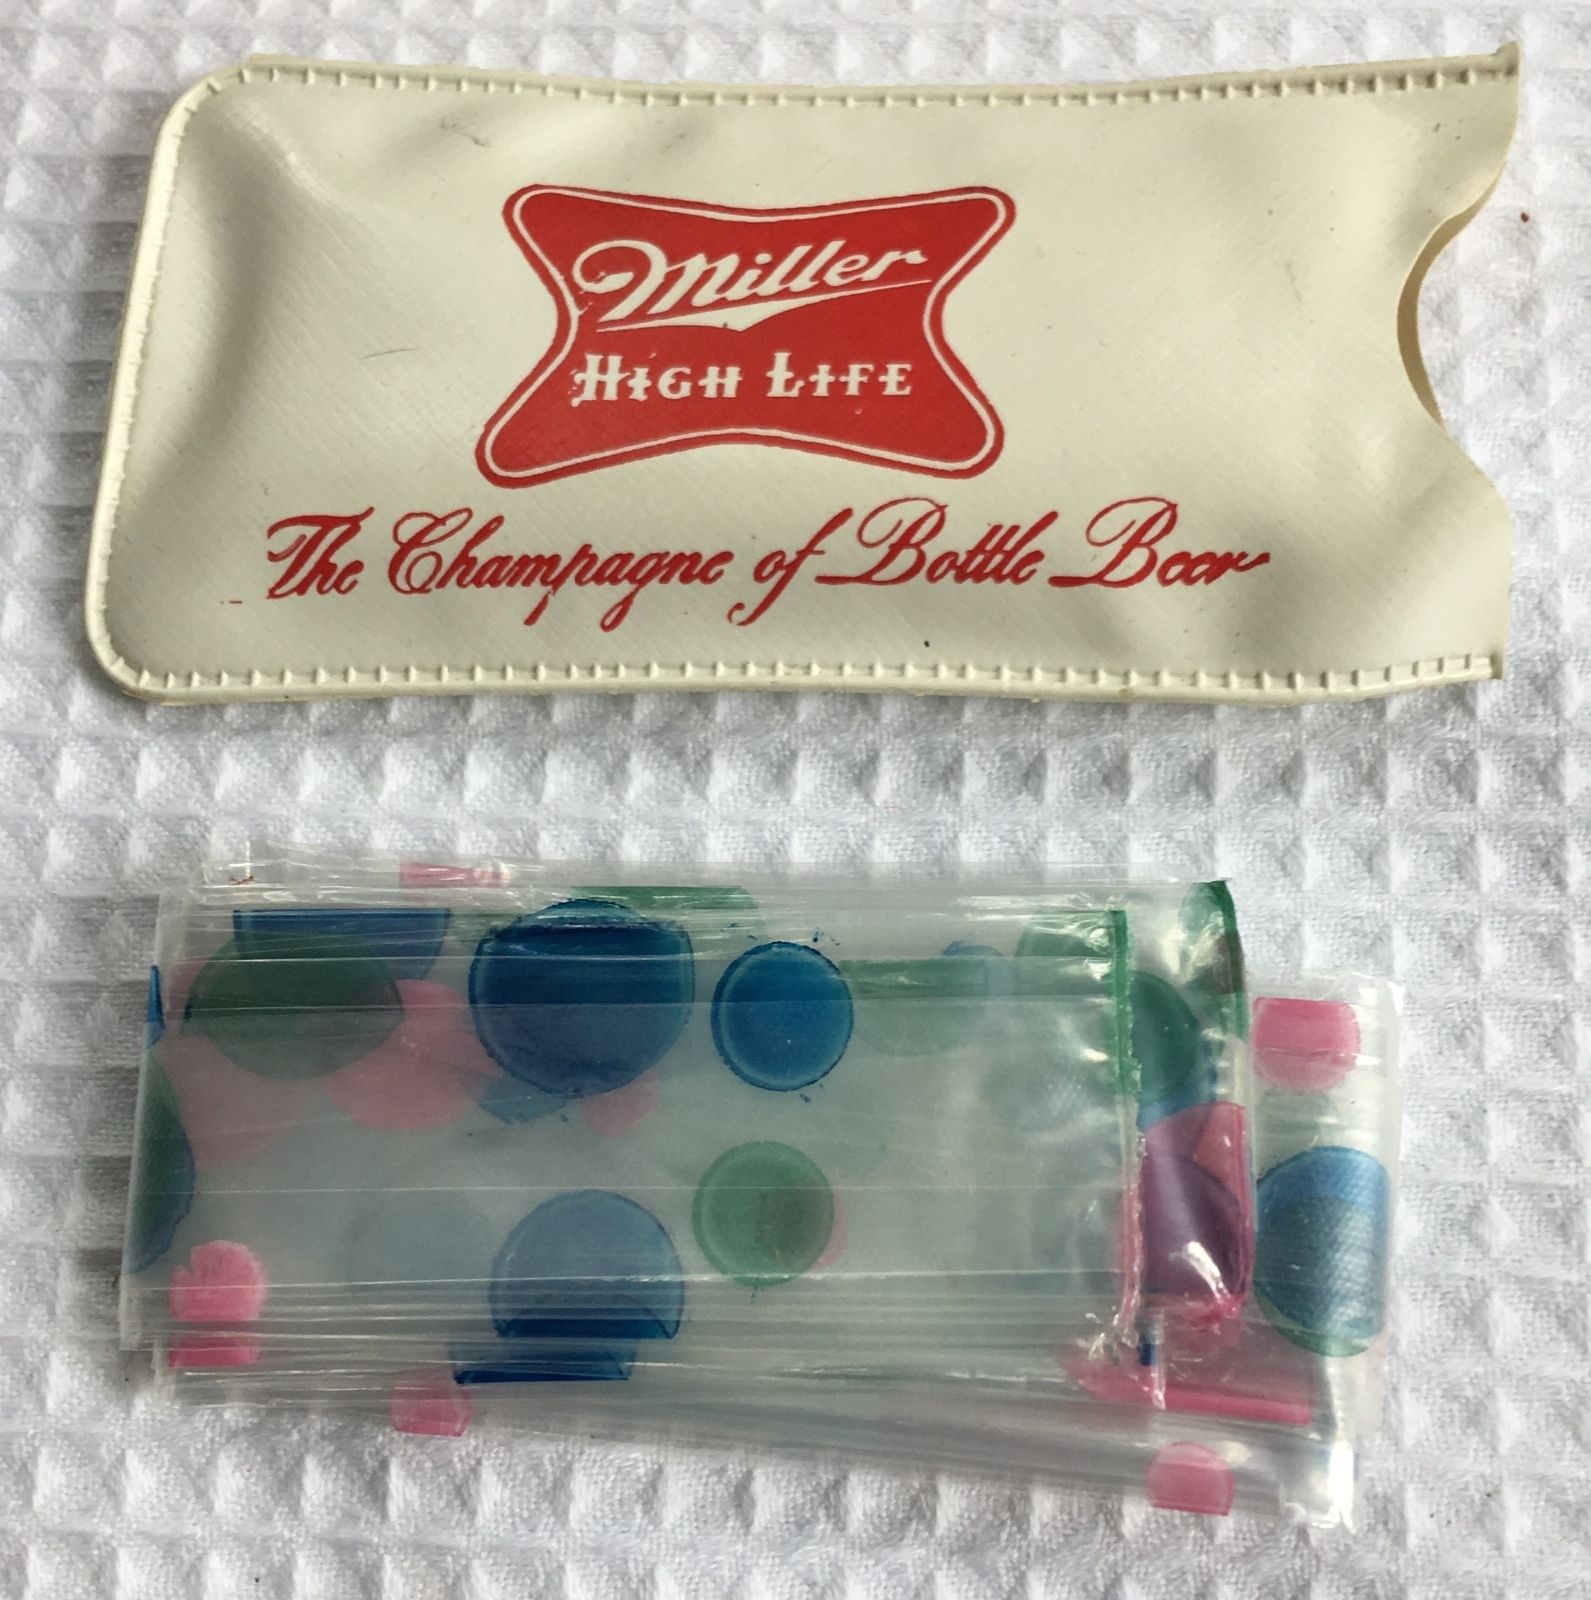 Miller
HIGH LIFE
The Champagne of Bottle Beer